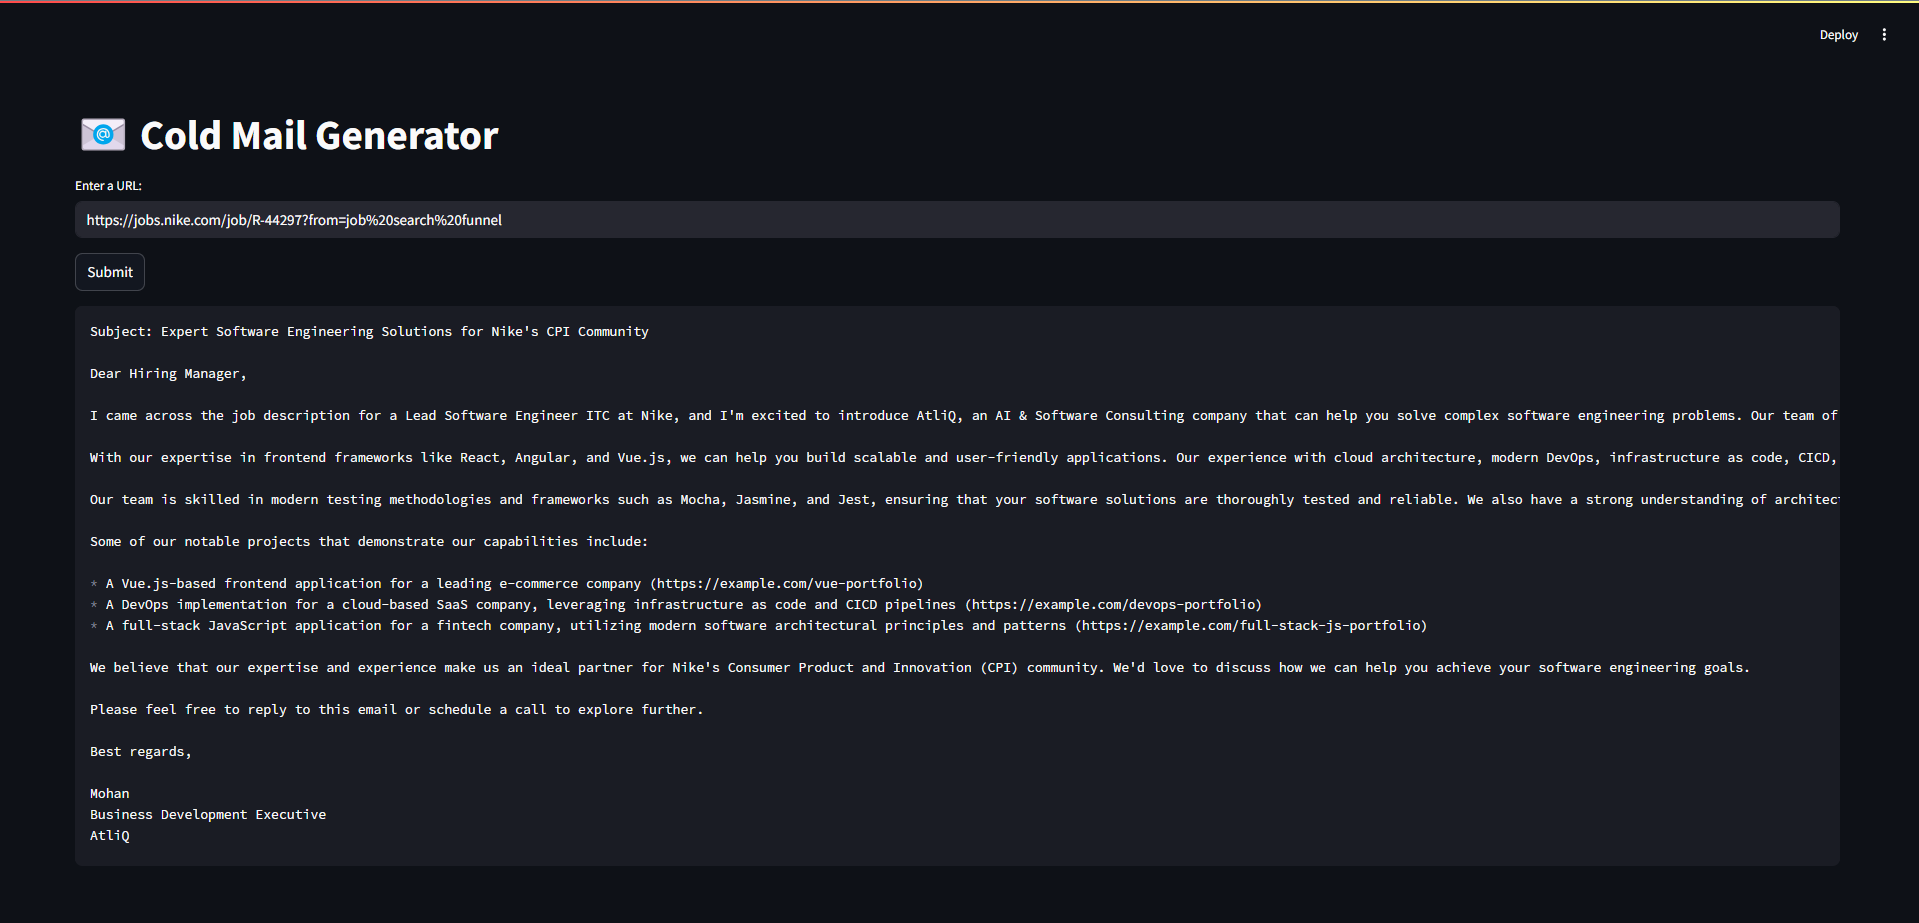 Deploy
Cold Mail Generator
Enter a URL:
https://jobs.nike.com/job/R-44297?from=job%20search%20funnel
Submit
Subject: Expert Software Engineering Solutions for Nike's CPI Community
Dear Hiring Manager,
I came across the job description for a Lead Software Engineer ITC at Nike, and I'm excited to introduce AtliQ, an AI & Software Consulting company that can help you solve complex software engineering problems. Our team of
With our expertise in frontend frameworks like React, Angular, and Vue.js, we can help you build scalable and user-friendly applications. Our experience with cloud architecture, modern DevOps, infrastructure as code, CICD,
Our team is skilled in modern testing methodologies and frameworks such as Mocha, Jasmine, and Jest, ensuring that your software solutions are thoroughly tested and reliable. We also have a strong understanding of architec
Some of our notable projects that demonstrate our capabilities include:
* A Vue.js-based frontend application for a leading e-commerce company (https://example.com/vue-portfolio)
* A DevOps implementation for a cloud-based SaaS company, leveraging infrastructure as code and CICD pipelines (https://example.com/devops-portfolio)
* A full-stack JavaScript application for a fintech company, utilizing modern software architectural principles and patterns (https://example.com/full-stack-js-portfolio)
We believe that our expertise and experience make us an ideal partner for Nike's Consumer Product and Innovation (CPI) community. We'd love to discuss how we can help you achieve your software engineering goals.
Please feel free to reply to this email or schedule a call to explore further.
Best regards,
Mohan
Business Development Executive
AtliQ